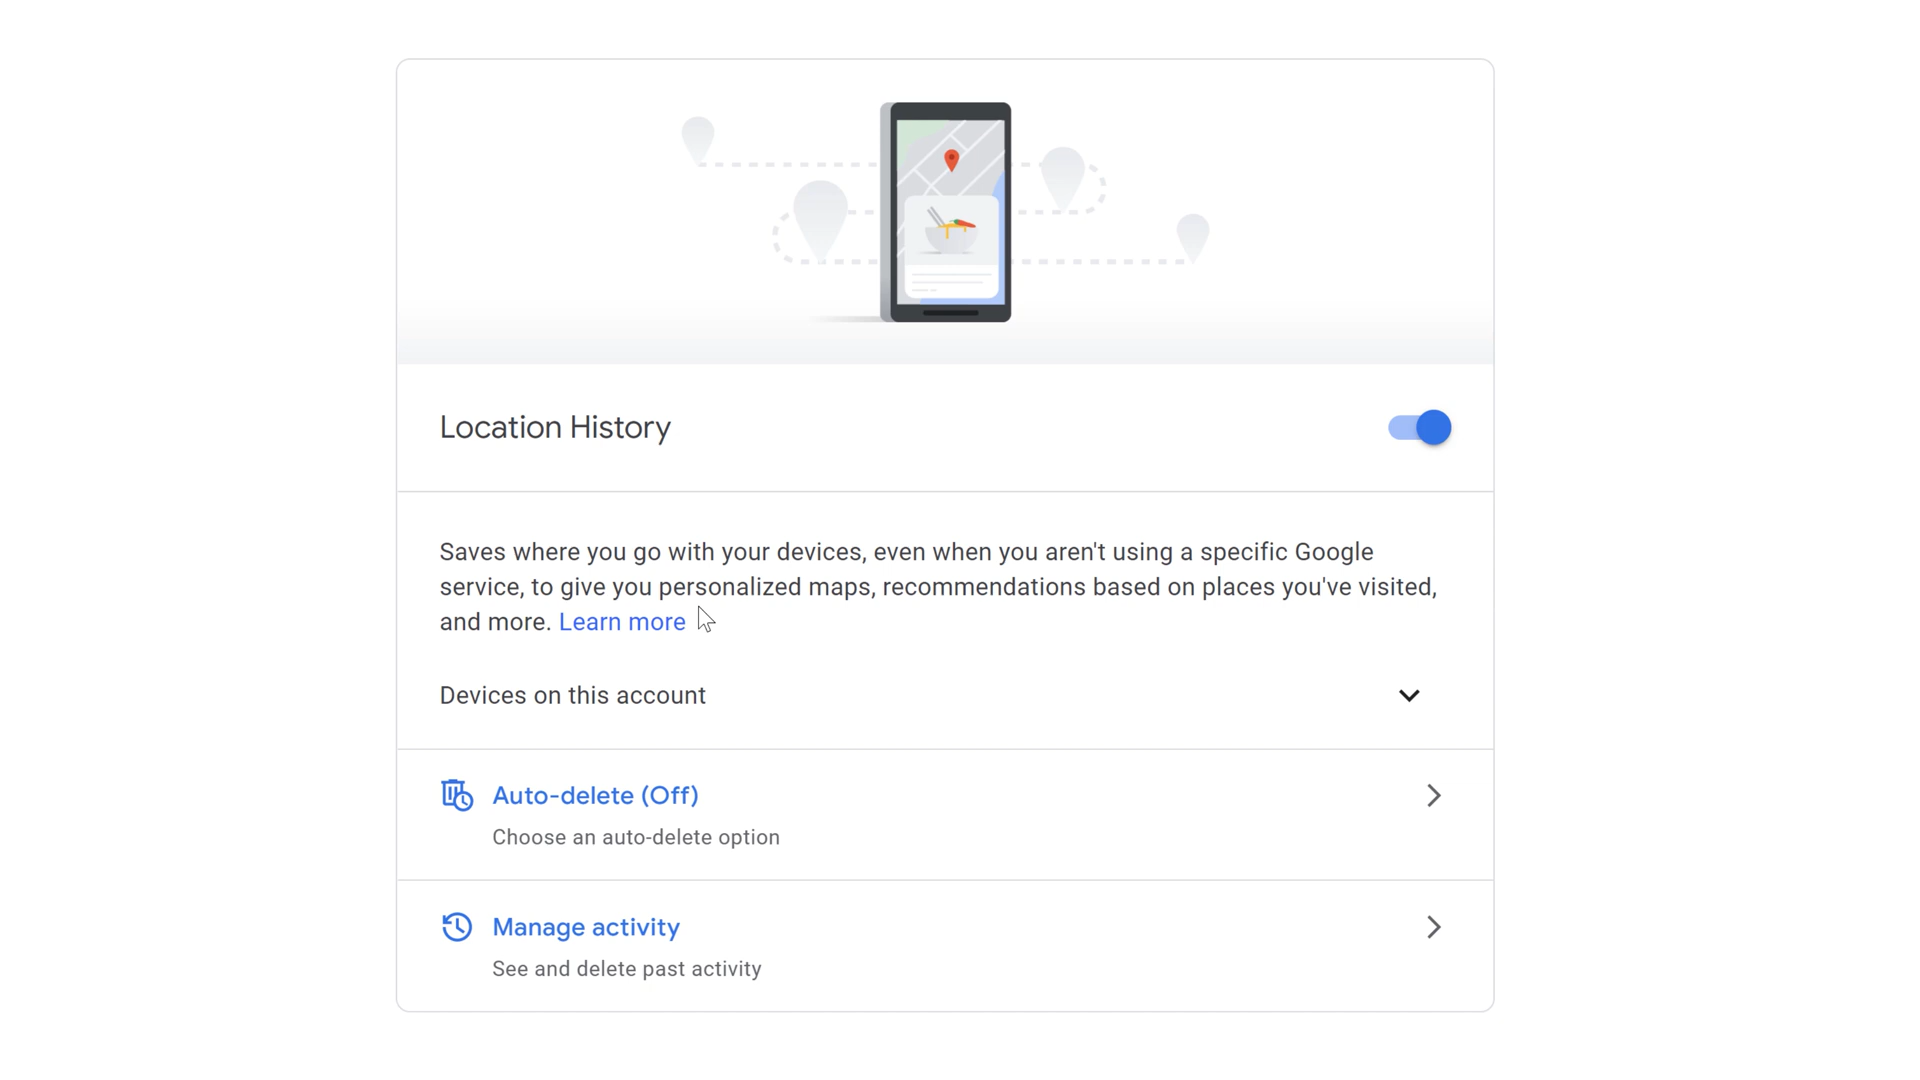 Location History
Saves where you go with your devices, even when you aren't using a specific Google
service, to give you personalized maps, recommendations based on places you've visited,
and more. Learn more
Devices on this account
Auto-delete (Off)
Choose an auto-delete option
Manage activity
See and delete past activity